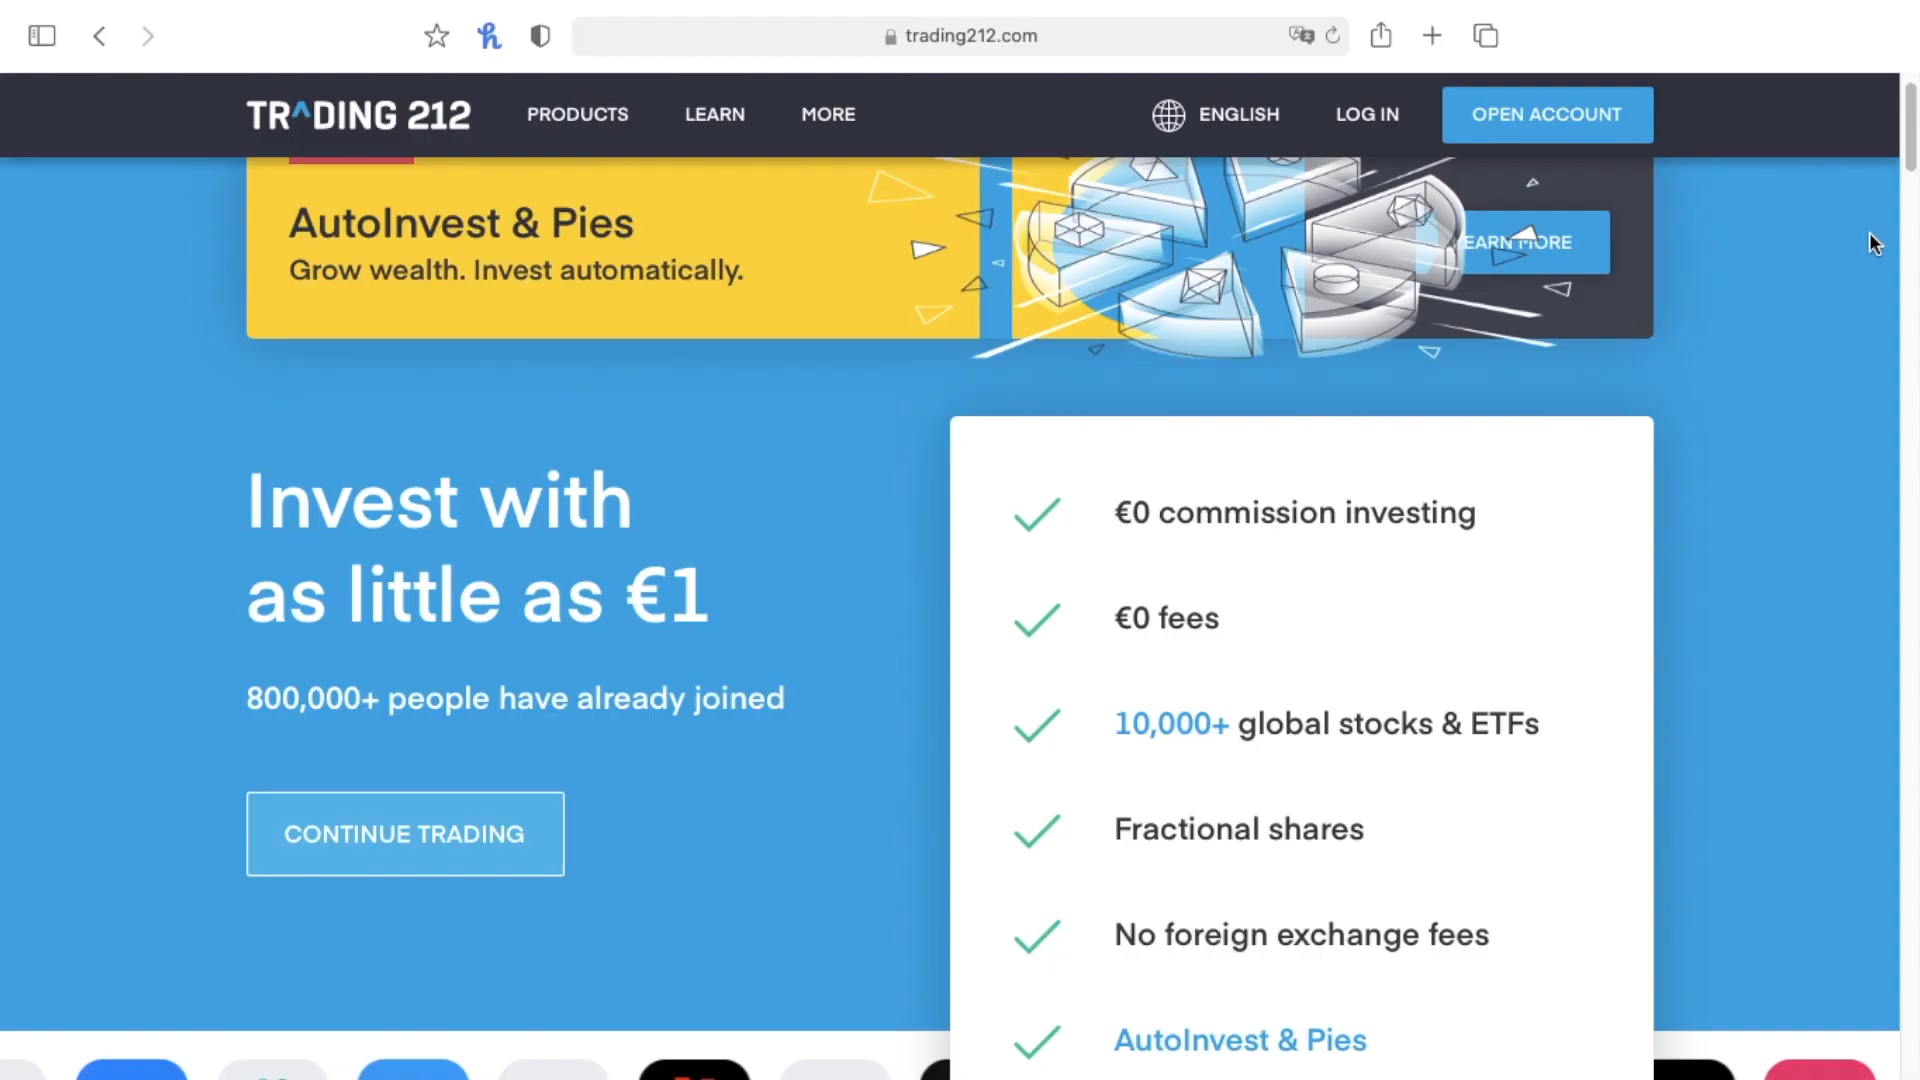 trading212.com
TRADING 212
PRODUCTS
LEARN
MORE
ENGLISH
LOG IN
OPEN ACCOUNT
AutoInvest & Pies
Grow wealth. Invest automatically.
EARN MORE
Invest with
as little as €1
800,000+ people have already joined
CONTINUE TRADING
€0 commission investing
€0 fees
10,000+ global stocks & ETFs
Fractional shares
No foreign exchange fees
AutoInvest & Pies